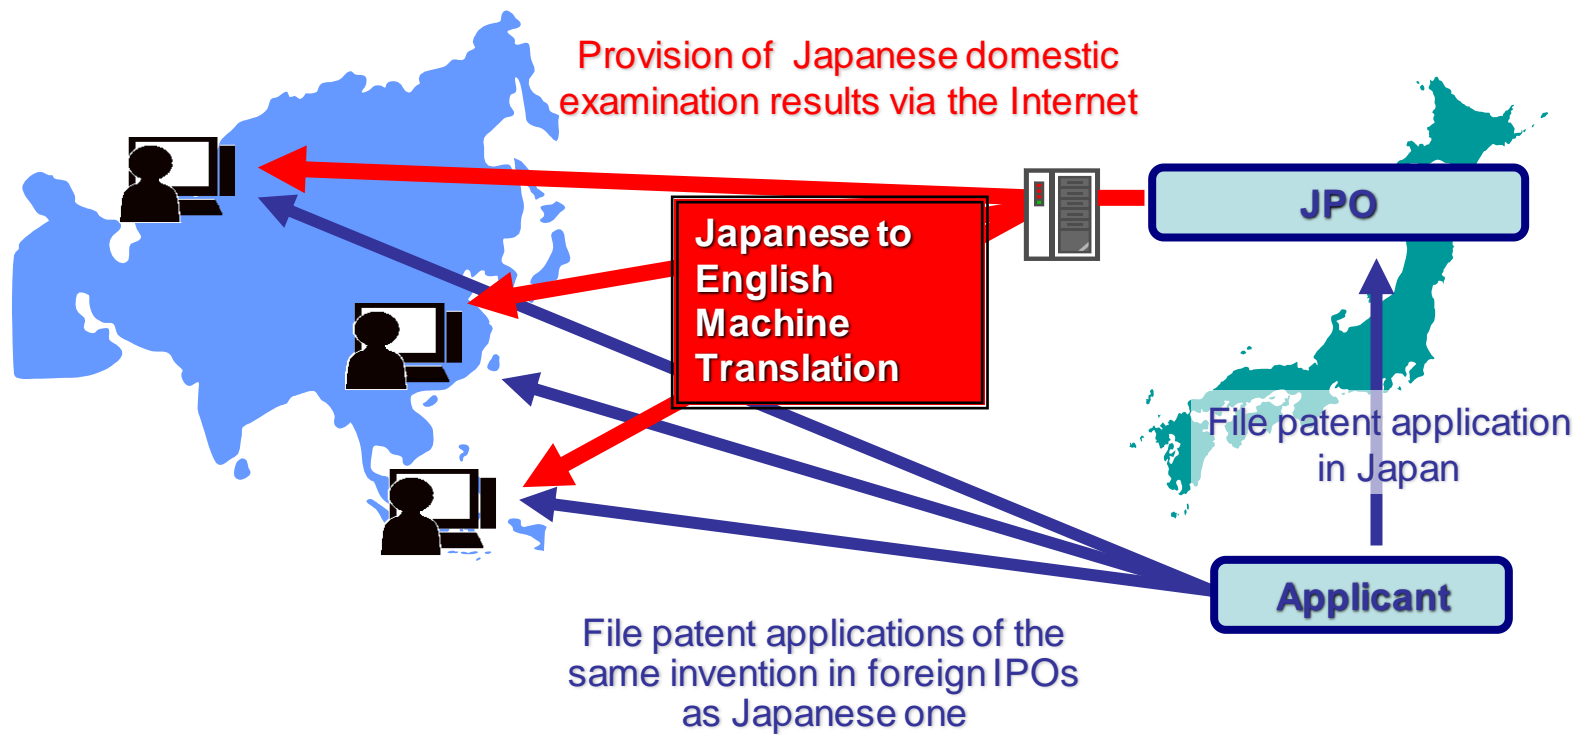 Provision of Japanese domestic
examination results via the Internet
JPO
Japanese to
English
Machine
Translation
File patent application
in Japan
Applicant
File patent applications of the
same invention in foreign IPOs
as Japanese one